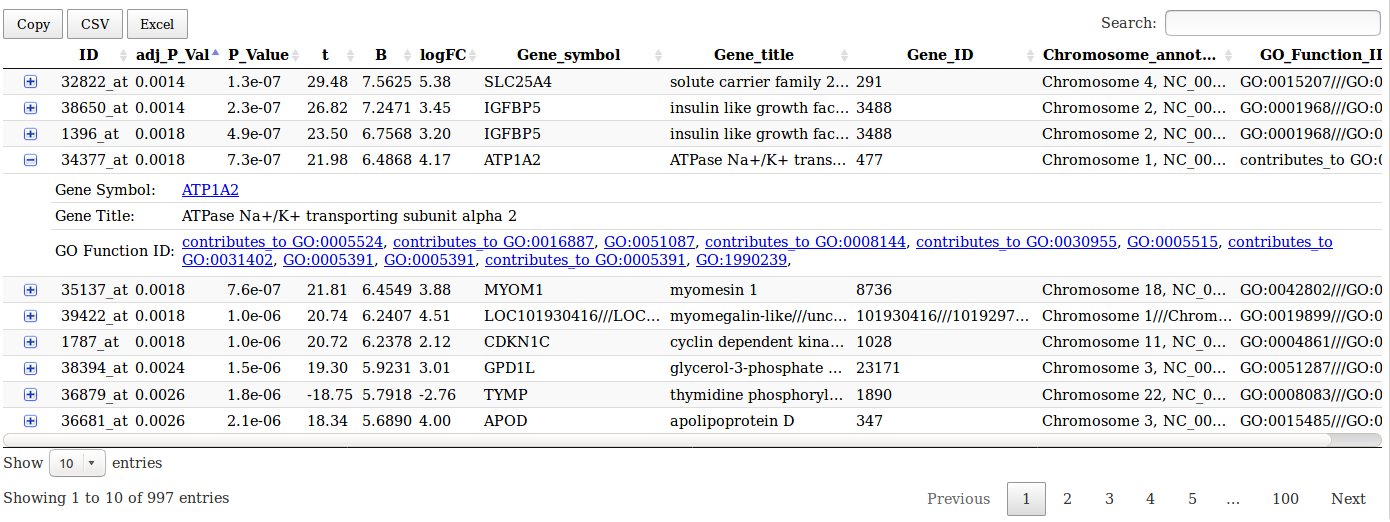 Copy CSV Excel Search:
ID adj_P_Val P_Value t B logFC Gene_symbol Gene_title Gene_ID Chromosome_annot... GO_Function_II
32822_at 0.0014 1.3e-07 29.48 7.5625 5.38 SLC25A4 solute carrier family 2... 291 Chromosome 4, NC_00... GO:0015207///GO:0
38650_at 0.0014 2.3e-07 26.82 7.2471 3.45 IGFBP5 insulin like growth fac... 3488 Chromosome 2, NC_00... GO:0001968///GO:0
1396_at 0.0018 4.9e-07 23.50 6.7568 3.20 IGFBP5 insulin like growth fac... 3488 Chromosome 2, NC_00... GO:0001968///GO:0
34377_at 0.0018 7.3e-07 21.98 6.4868 4.17 ATP1A2 ATPase Na+/K+ trans... 477 Chromosome 1, NC_00... contributes_to GO:0
Gene Symbol: ATP1A2
Gene Title: ATPase Na+/K+ transporting subunit alpha 2
GO Function ID: contributes_to GO:0005524, contributes_to GO:0016887, GO:0051087, contributes_to GO:0008144, contributes_to GO:0030955, GO:0005515, contributes_to
GO:0031402, GO:0005391, GO:0005391, contributes_to GO:0005391, GO:1990239,
35137_at 0.0018 7.6e-07 21.81 6.4549 3.88 MYOM1 myomesin 1 8736 Chromosome 18, NC_0... GO:0042802///GO:0
39422_at 0.0018 1.0e-06 20.74 6.2407 4.51 LOC101930416///LOC... myomegalin-like///unc... 101930416///1019297... Chromosome 1///Chrom... GO:0019899///GO:0
1787_at 0.0018 1.0e-06 20.72 6.2378 2.12 CDKN1C cyclin dependent kina... 1028 Chromosome 11, NC_0... GO:0004861///GO:0
38394_at 0.0024 1.5e-06 19.30 5.9231 3.01 GPD1L glycerol-3-phosphate ... 23171 Chromosome 3, NC_00... GO:0051287///GO:0
36879_at 0.0026 1.8e-06 -18.75 5.7918 -2.76 TYMP thymidine phosphoryl... 1890 Chromosome 22, NC_0... GO:0008083///GO:0
36681_at 0.0026 2.1e-06 18.34 5.6890 4.00 APOD apolipoprotein D 347 Chromosome 3, NC_00... GO:0015485///GO:0
Show 10 entries
Showing 1 to 10 of 997 entries Previous 1 2 3 4 5 ... 100 Next